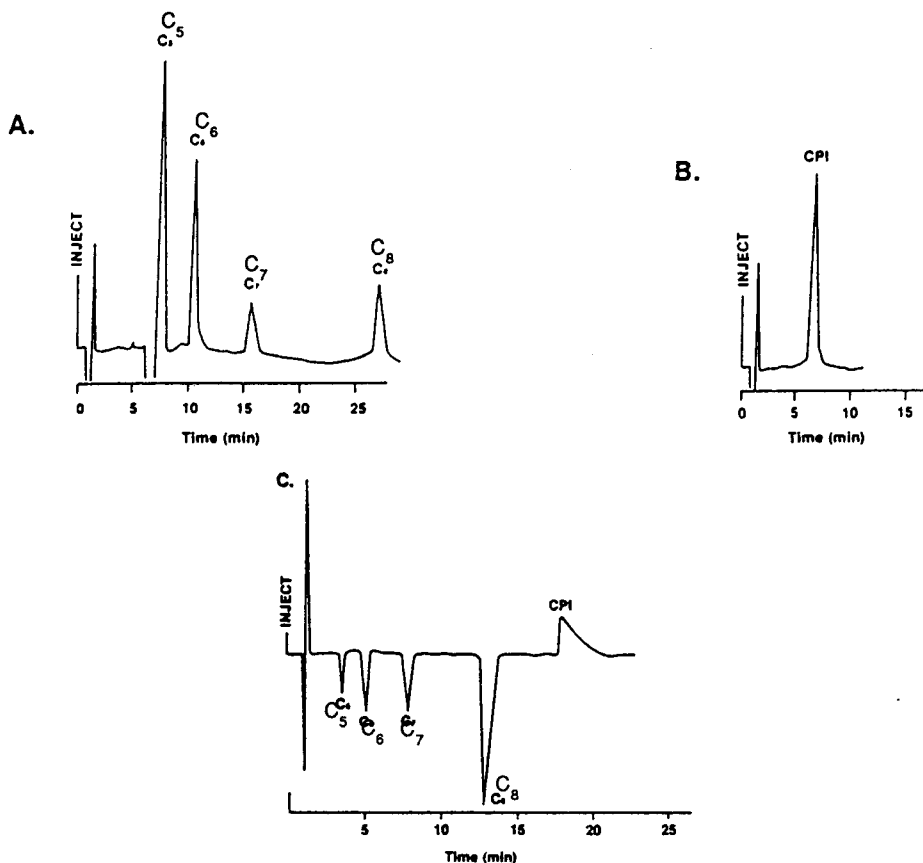 A.
C₅
C₆
C₇
C₈
INJECT
0 5 10 15 20 25
Time (min)
B.
CPI
INJECT
0 5 10 15
Time (min)
C.
INJECT
CPI
C₅
C₆
C₇
C₈
5 10 15 20 25
Time (min)